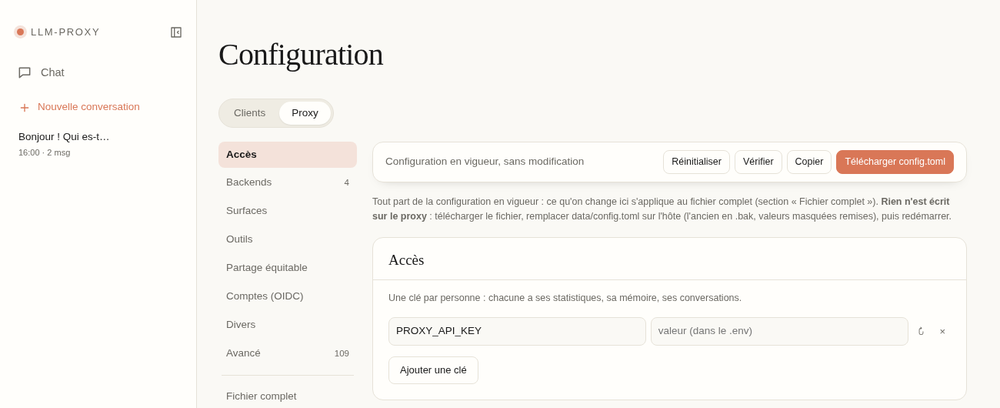 LLM-PROXY
Chat
Nouvelle conversation
Bonjour ! Qui es-t…
16:00 · 2 msg
Configuration
Clients
Proxy
Accès
Backends 4
Surfaces
Outils
Partage équitable
Comptes (OIDC)
Divers
Avancé 109
Fichier complet
Configuration en vigueur, sans modification
Réinitialiser
Vérifier
Copier
Télécharger config.toml
Tout part de la configuration en vigueur : ce qu'on change ici s'applique au fichier complet (section « Fichier complet »). Rien n'est écrit
sur le proxy : télécharger le fichier, remplacer data/config.toml sur l'hôte (l'ancien en .bak, valeurs masquées remises), puis redémarrer.
Accès
Une clé par personne : chacune a ses statistiques, sa mémoire, ses conversations.
PROXY_API_KEY
valeur (dans le .env)
Ajouter une clé